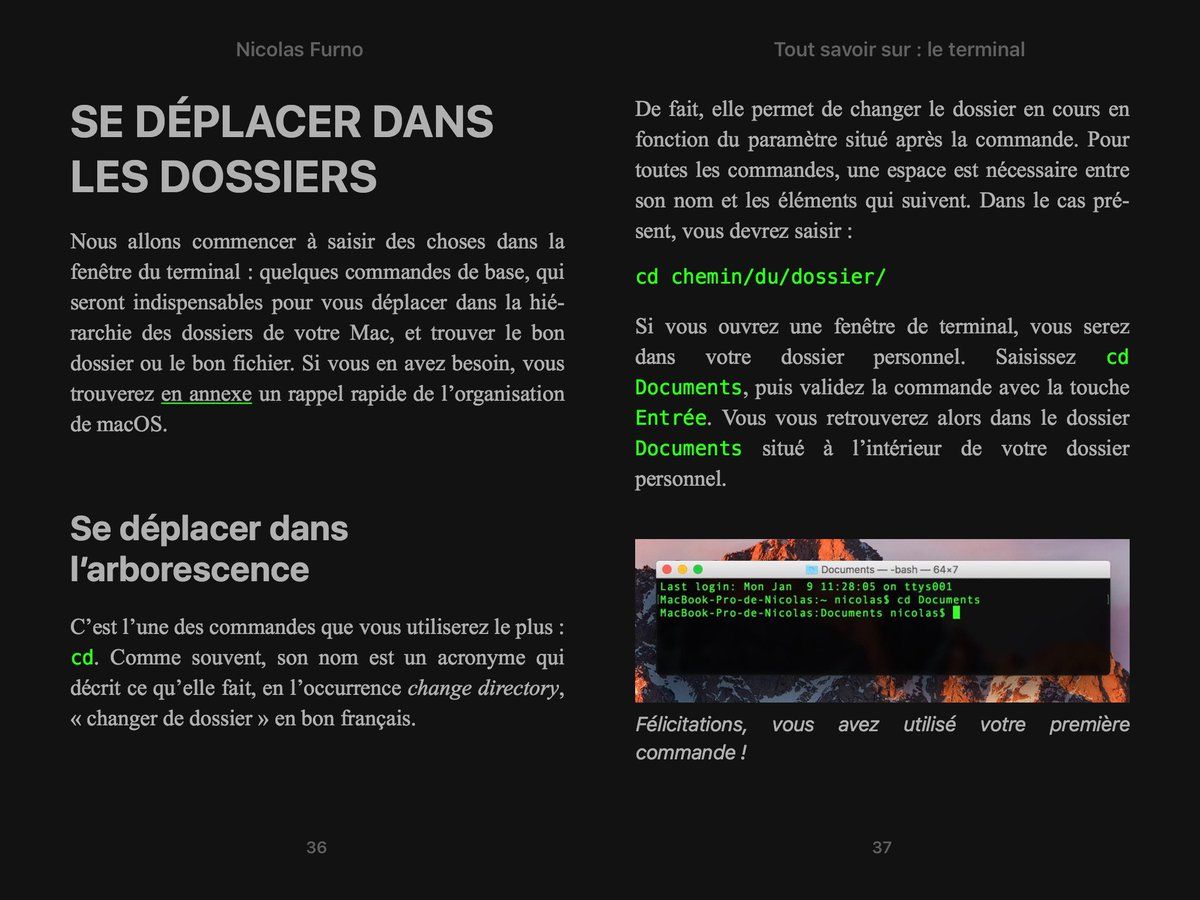 Nicolas Furno
SE DÉPLACER DANS
LES DOSSIERS
Nous allons commencer à saisir des choses dans la
fenêtre du terminal : quelques commandes de base, qui
seront indispensables pour vous déplacer dans la hié-
rarchie des dossiers de votre Mac, et trouver le bon
dossier ou le bon fichier. Si vous en avez besoin, vous
trouverez en annexe un rappel rapide de l’organisation
de macOS.
Se déplacer dans
l’arborescence
C’est l’une des commandes que vous utiliserez le plus :
cd. Comme souvent, son nom est un acronyme qui
décrit ce qu’elle fait, en l’occurrence change directory,
« changer de dossier » en bon français.
36
Tout savoir sur : le terminal
De fait, elle permet de changer le dossier en cours en
fonction du paramètre situé après la commande. Pour
toutes les commandes, une espace est nécessaire entre
son nom et les éléments qui suivent. Dans le cas pré-
sent, vous devrez saisir :
cd chemin/du/dossier/
Si vous ouvrez une fenêtre de terminal, vous serez
dans votre dossier personnel. Saisissez cd
Documents, puis validez la commande avec la touche
Entrée. Vous vous retrouverez alors dans le dossier
Documents situé à l’intérieur de votre dossier
personnel.
Documents — -bash — 64×7
Last login: Mon Jan  9 11:28:05 on ttys001
[MacBook-Pro-de-Nicolas:~ nicolas$ cd Documents ]
MacBook-Pro-de-Nicolas:Documents nicolas$
Félicitations, vous avez utilisé votre première
commande !
37